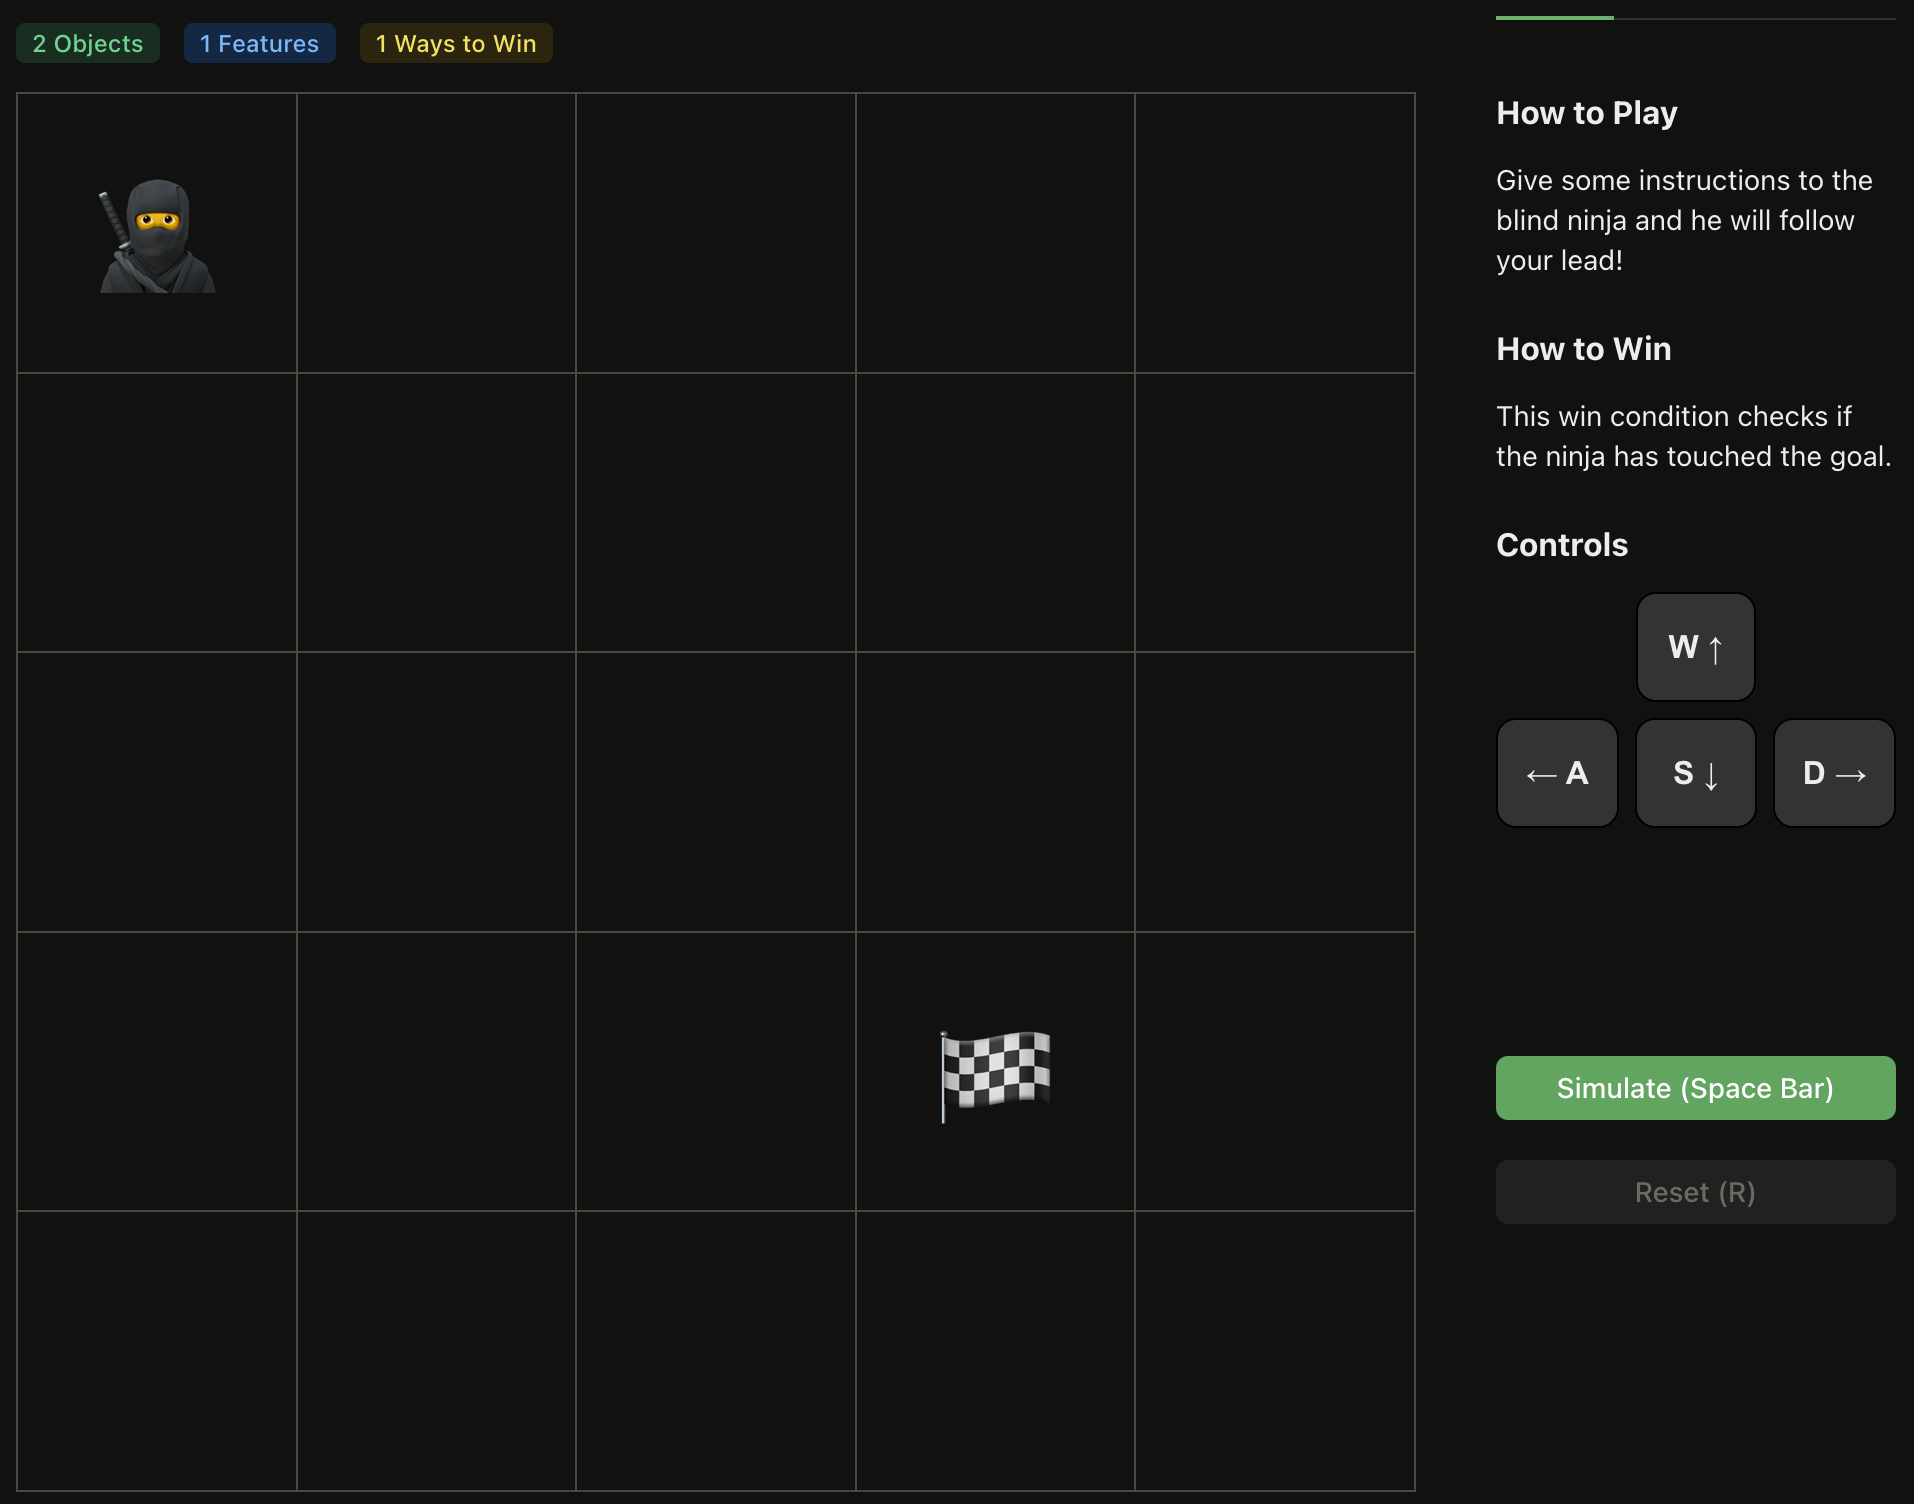 2 Objects
1 Features
1 Ways to Win
How to Play
Give some instructions to the
blind ninja and he will follow
your lead!
How to Win
This win condition checks if
the ninja has touched the goal.
Controls
W ↑
← A
S ↓
D →
Simulate (Space Bar)
Reset (R)